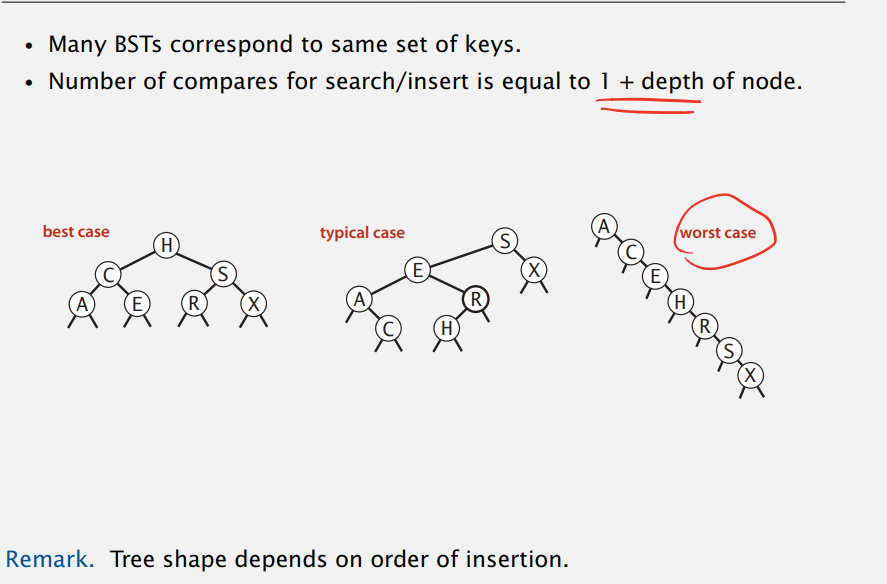 • Many BSTs correspond to same set of keys.
• Number of compares for search/insert is equal to 1 + depth of node.
best case
H
C S
A E R X
typical case
S
E X
A R
C H
worst case
A
C
E
H
R
S
X
Remark. Tree shape depends on order of insertion.